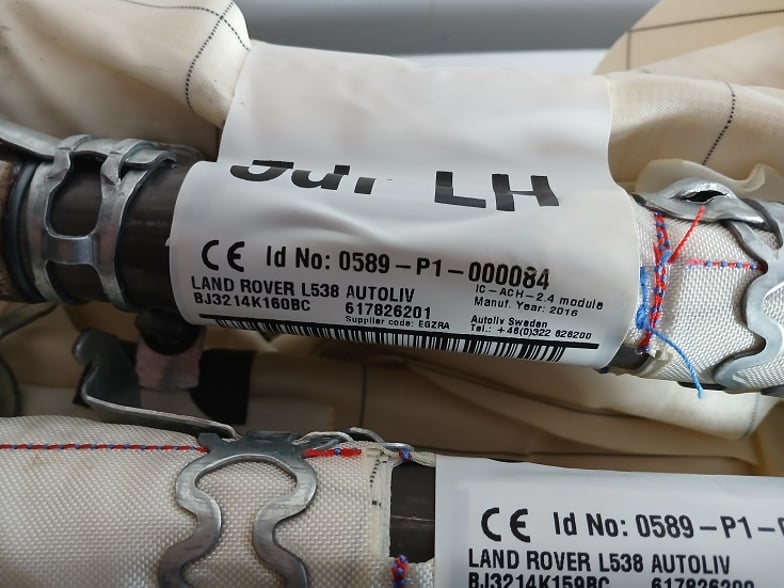 5dr LH
CE Id No: 0589-P1-000084
LAND ROVER L538 AUTOLIV
IC-ACH-2.4 module
BJ3214K160BC 617826201
Manuf. Year: 2016
Supplier code: EGZRA
Autoliv Sweden
Tel.: +46(0)322 626200
CE Id No: 0589-P1-
LAND ROVER L538 AUTOLIV
BJ3214K159BC 617826200